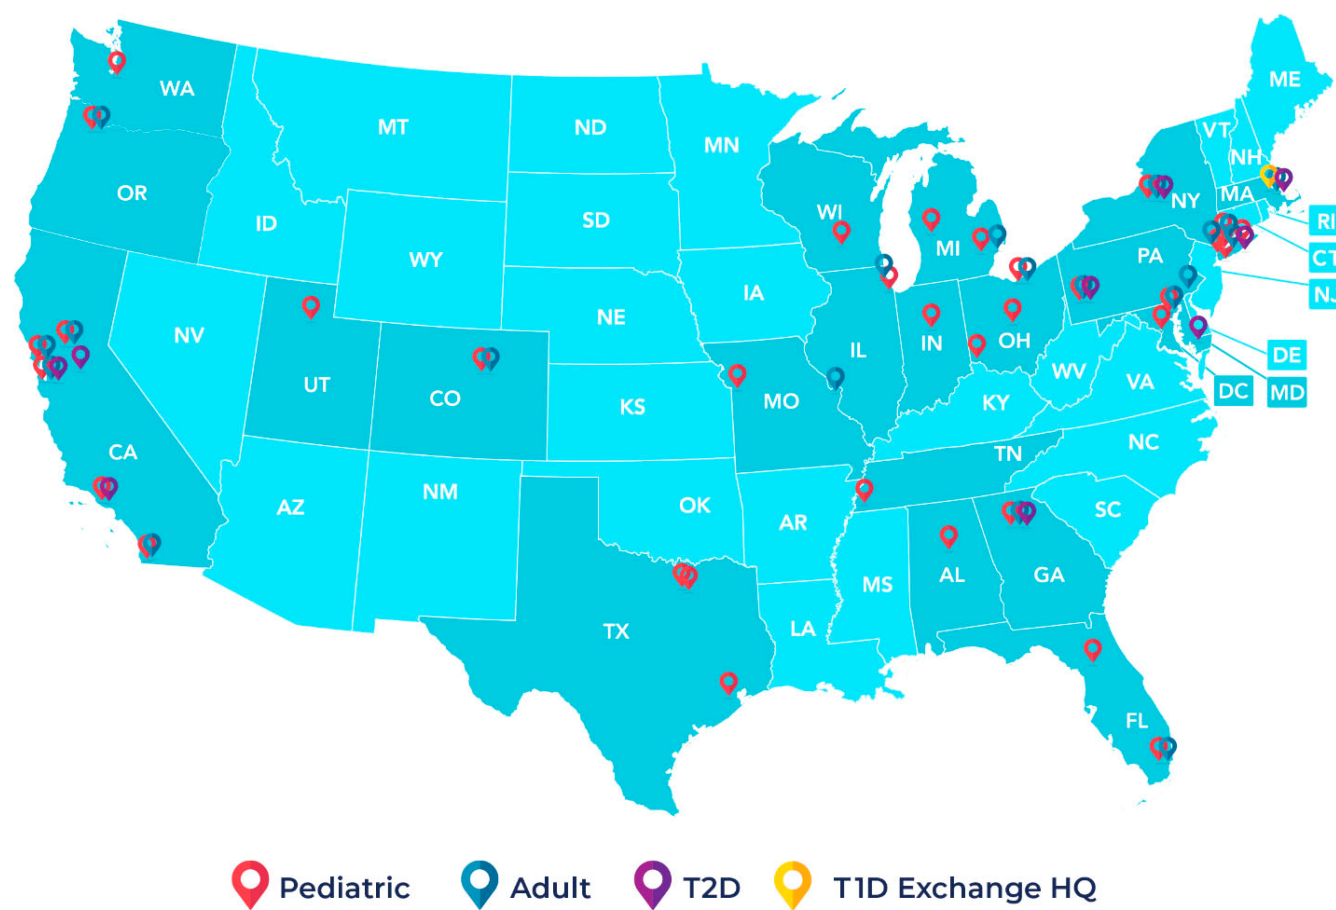 WA
MT
ND
MN
ME
VT
NH
OR
ID
SD
WI
MI
NY
MA
RI
WY
CT
PA
IA
NJ
NE
NV
UT
CO
IL
IN
OH
DE
WV
VA
DC
MD
KS
MO
KY
CA
NC
TN
AZ
NM
OK
AR
SC
MS
AL
GA
TX
LA
FL
Pediatric
Adult
T2D
T1D Exchange HQ